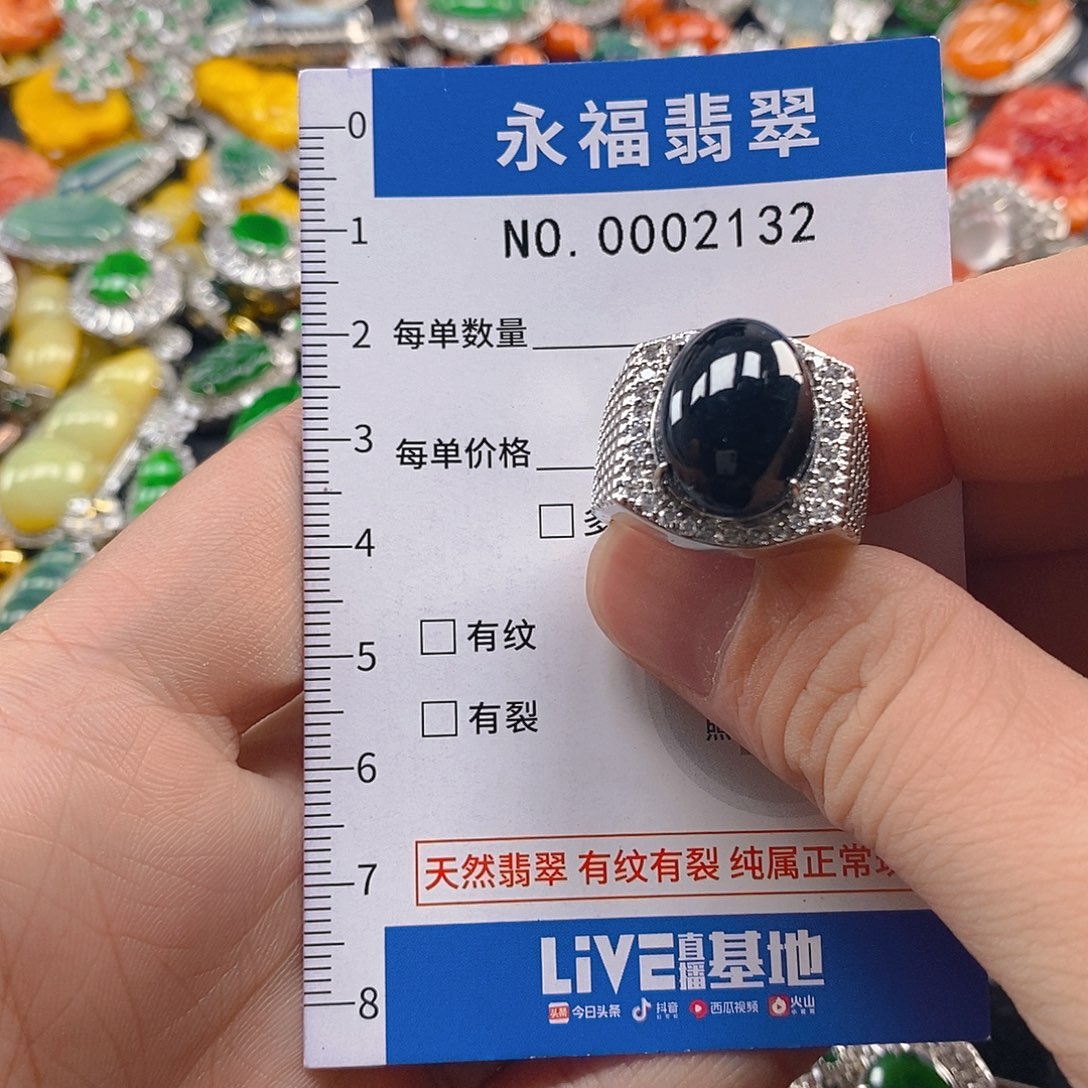 永福翡翠
NO. 0002132
每单数量
每单价格
有纹
有裂
天然翡翠 有纹有裂 纯属正常
LiVE直播基地
头条 今日头条 抖音 西瓜视频 火山
0
1
2
3
4
5
6
7
8